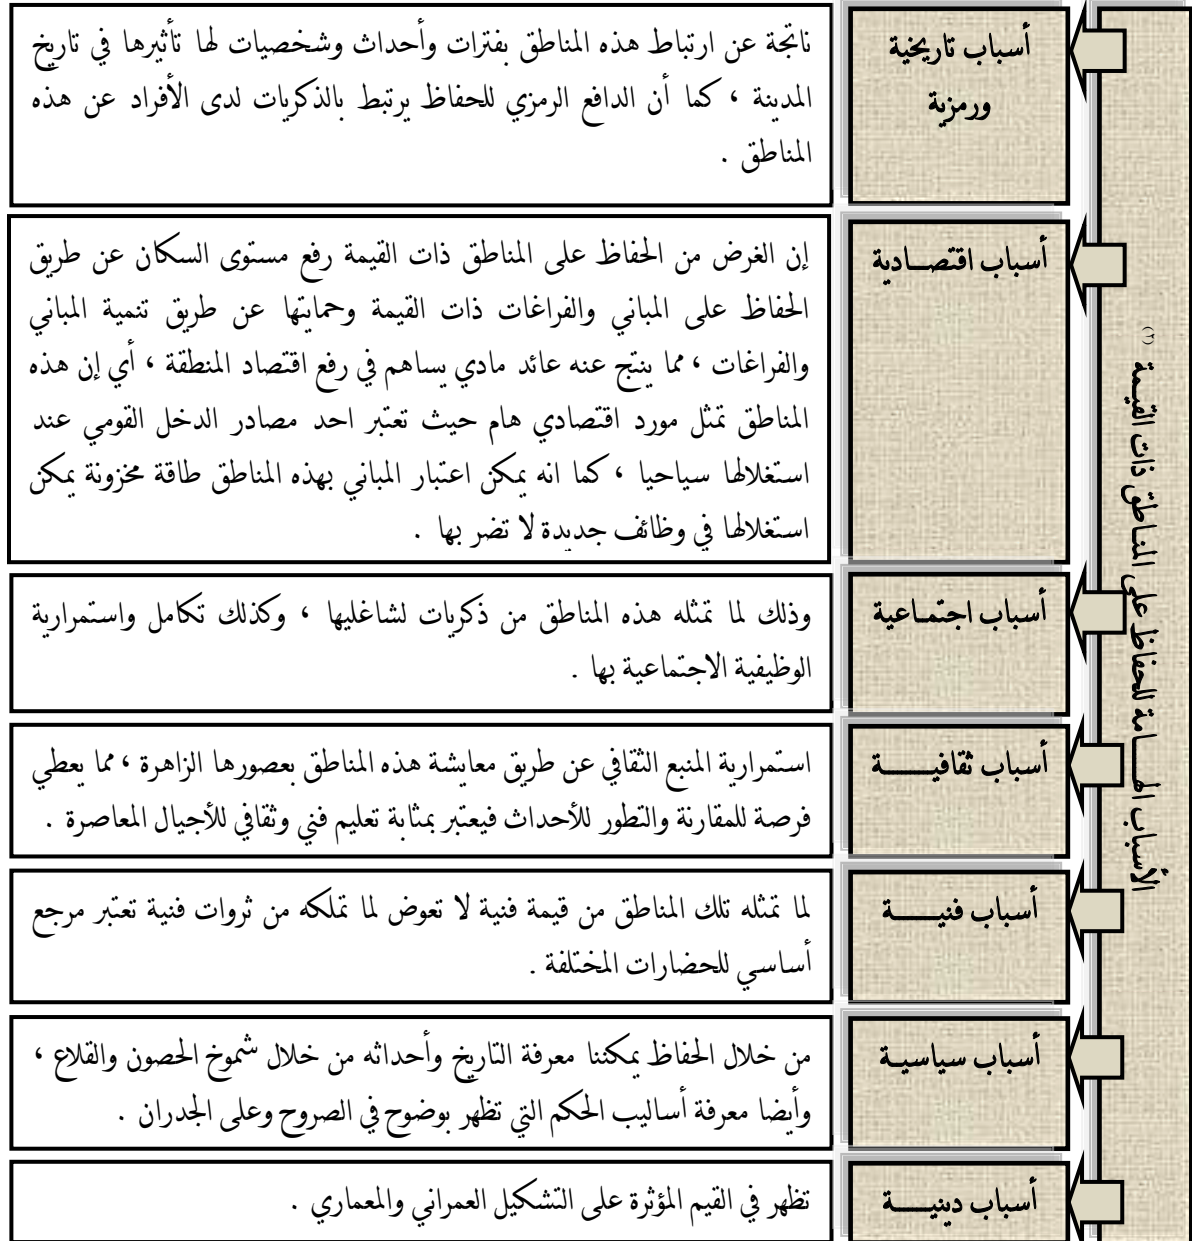 الأسباب الهــــامة للحفاظ على المناطق ذات القيـمة (٢)
أسباب تاريخية
ورمزية
ناتجة عن ارتباط هذه المناطق بفترات وأحداث وشخصيات لها تأثيرها في تاريخ
المدينة ، كما أن الدافع الرمزي للحفاظ يرتبط بالذكريات لدى الأفراد عن هذه
المناطق .
أسباب اقتصــادية
إن الغرض من الحفاظ على المناطق ذات القيمة رفع مستوى السكان عن طريق
الحفاظ على المباني والفراغات ذات القيمة وحمايتها عن طريق تنمية المباني
والفراغات ، مما ينتج عنه عائد مادي يساهم في رفع اقتصاد المنطقة ، أي إن هذه
المناطق تمثل مورد اقتصادي هام حيث تعتبر احد مصادر الدخل القومي عند
استغلالها سياحيا ، كما انه يمكن اعتبار المباني بهذه المناطق طاقة مخزونة يمكن
استغلالها في وظائف جديدة لا تضر بها .
أسباب اجتمـاعية
وذلك لما تمثله هذه المناطق من ذكريات لشاغليها ، وكذلك تكامل واستمرارية
الوظيفية الاجتماعية بها .
أسباب ثقافيـــــة
استمرارية المنبع الثقافي عن طريق معايشة هذه المناطق بعصورها الزاهرة ، مما يعطي
فرصة للمقارنة والتطور للأحداث فيعتبر بمثابة تعليم فني وثقافي للأجيال المعاصرة .
أسباب فنيـــــة
لما تمثله تلك المناطق من قيمة فنية لا تعوض لما تملكه من ثروات فنية تعتبر مرجع
أساسي للحضارات المختلفة .
أسباب سياسيـة
من خلال الحفاظ يمكننا معرفة التاريخ وأحداثه من خلال شموخ الحصون والقلاع ،
وأيضا معرفة أساليب الحكم التي تظهر بوضوح في الصروح وعلى الجدران .
أسباب دينيـــــة
تظهر في القيم المؤثرة على التشكيل العمراني والمعماري .